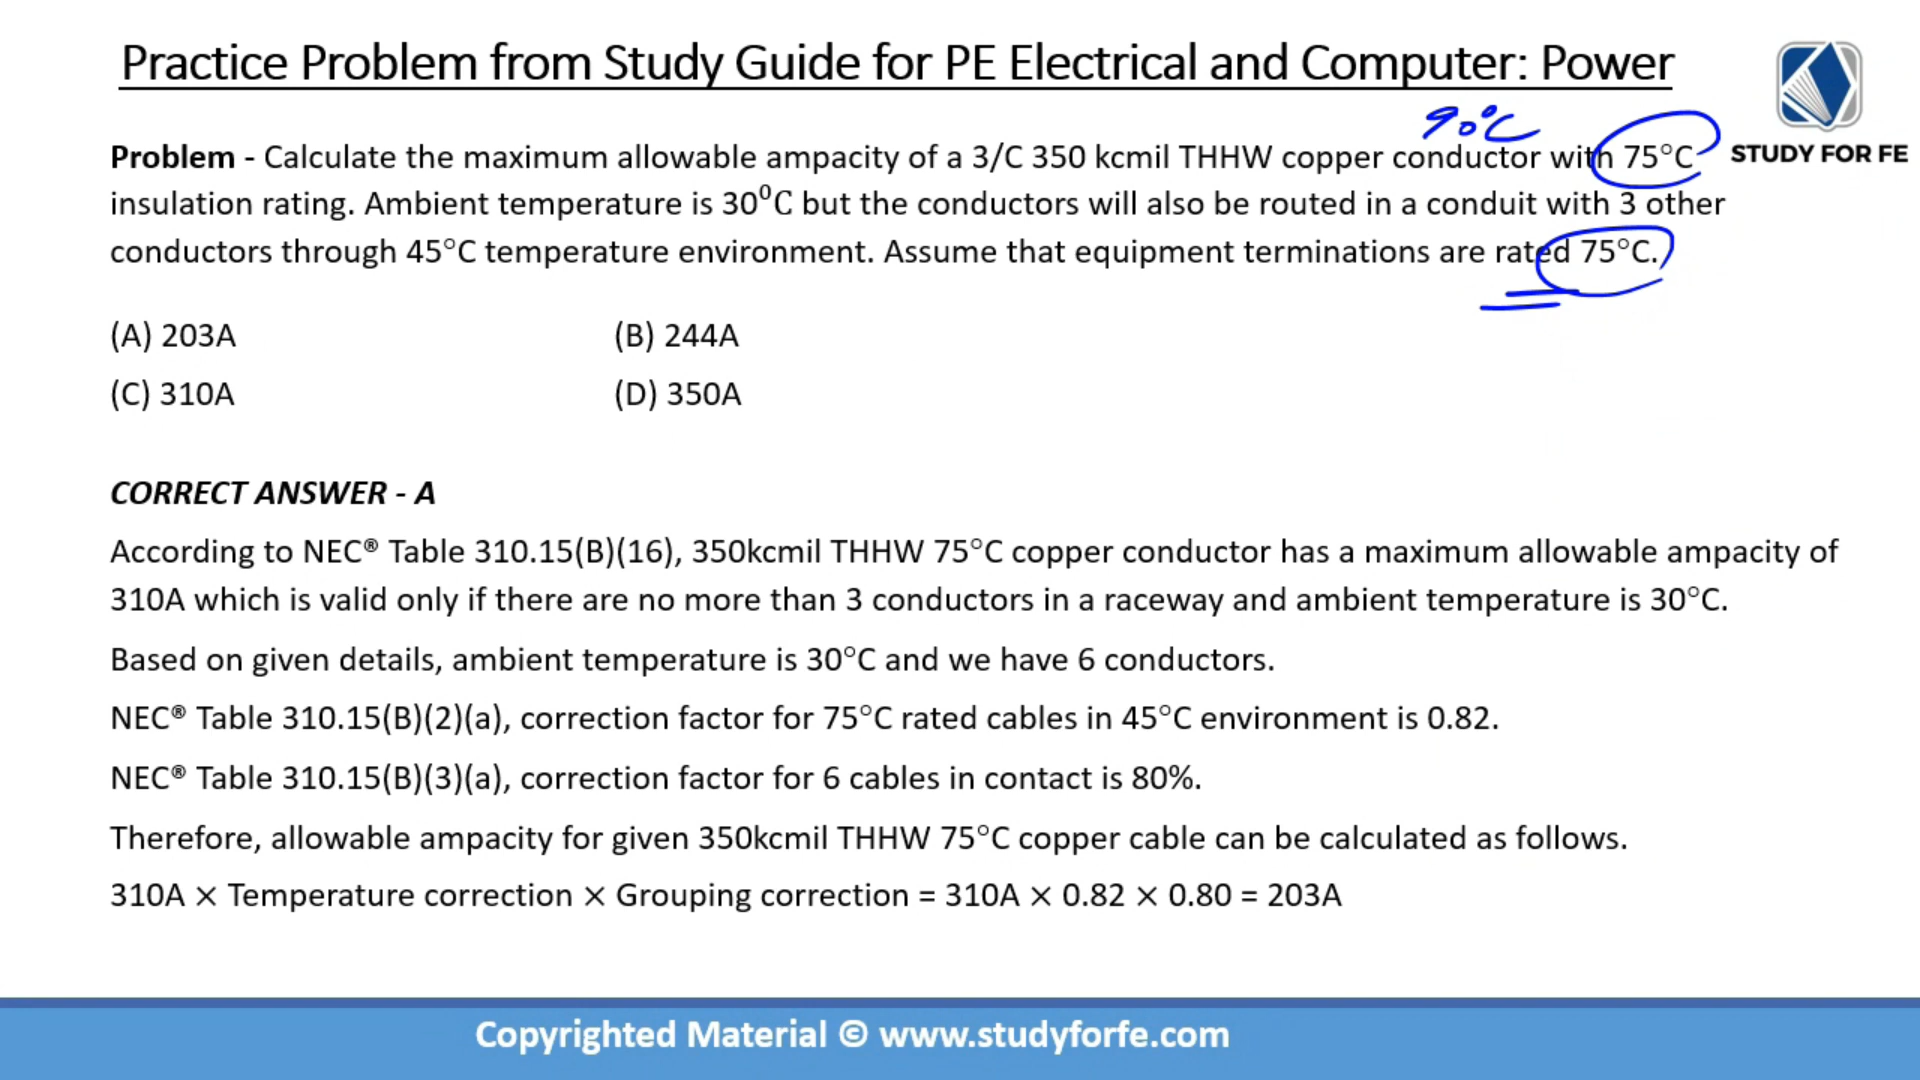 Practice Problem from Study Guide for PE Electrical and Computer: Power
90°C
STUDY FOR FE
Problem - Calculate the maximum allowable ampacity of a 3/C 350 kcmil THHW copper conductor with 75°C
insulation rating. Ambient temperature is 30⁰C but the conductors will also be routed in a conduit with 3 other
conductors through 45°C temperature environment. Assume that equipment terminations are rated 75°C.
(A) 203A (B) 244A
(C) 310A (D) 350A
CORRECT ANSWER - A
According to NEC® Table 310.15(B)(16), 350kcmil THHW 75°C copper conductor has a maximum allowable ampacity of
310A which is valid only if there are no more than 3 conductors in a raceway and ambient temperature is 30°C.
Based on given details, ambient temperature is 30°C and we have 6 conductors.
NEC® Table 310.15(B)(2)(a), correction factor for 75°C rated cables in 45°C environment is 0.82.
NEC® Table 310.15(B)(3)(a), correction factor for 6 cables in contact is 80%.
Therefore, allowable ampacity for given 350kcmil THHW 75°C copper cable can be calculated as follows.
310A × Temperature correction × Grouping correction = 310A × 0.82 × 0.80 = 203A
Copyrighted Material © www.studyforfe.com